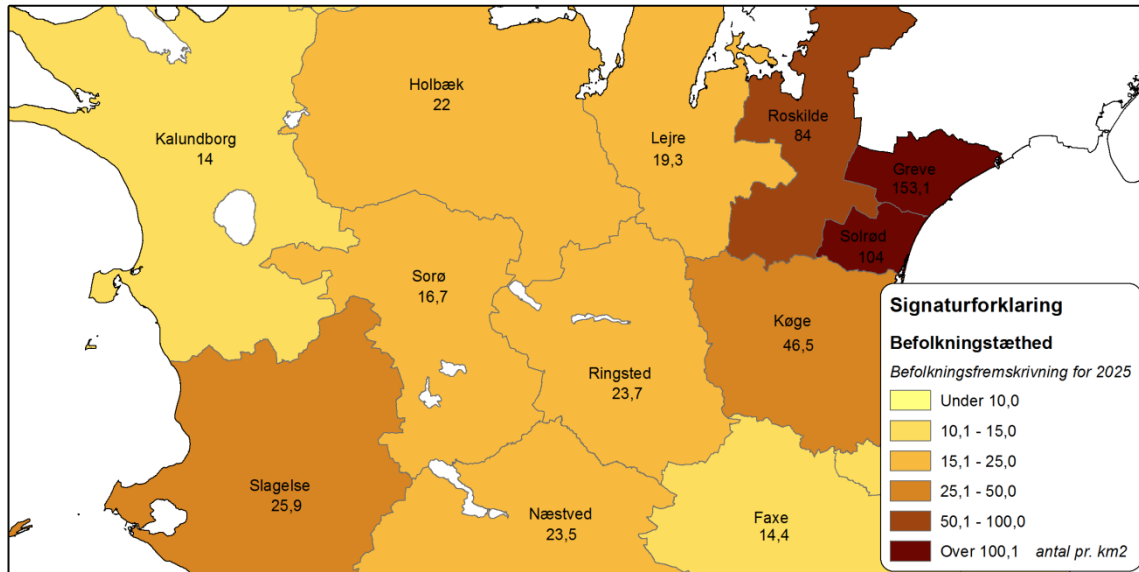 Holbæk
22
Kalundborg
14
Lejre
19,3
Roskilde
84
Greve
153,1
Solrød
104
Sorø
16,7
Køge
46,5
Ringsted
23,7
Slagelse
25,9
Næstved
23,5
Faxe
14,4
Signaturforklaring
Befolkningstæthed
Befolkningsfremskrivning for 2025
Under 10,0
10,1 - 15,0
15,1 - 25,0
25,1 - 50,0
50,1 - 100,0
Over 100,1 antal pr. km2